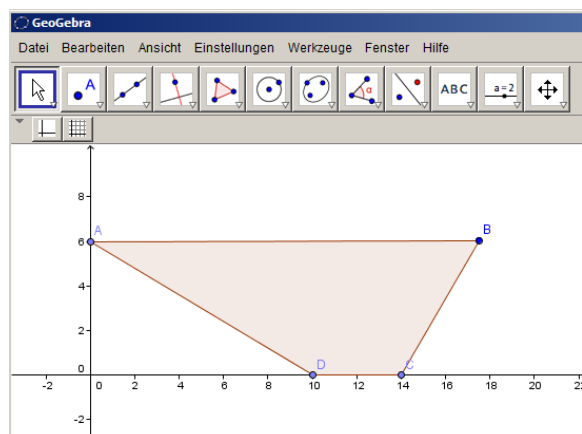 GeoGebra
Datei Bearbeiten Ansicht Einstellungen Werkzeuge Fenster Hilfe
A α ABC a=2
8
A B
6
4
2
D C
0
-2 0 2 4 6 8 10 12 14 16 18 20 22
-2